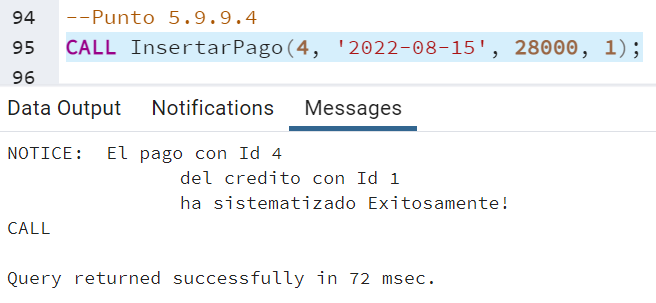 94 --Punto 5.9.9.4
95 CALL InsertarPago(4, '2022-08-15', 28000, 1);
96
Data Output Notifications Messages
NOTICE:  El pago con Id 4
del credito con Id 1
ha sistematizado Exitosamente!
CALL
Query returned successfully in 72 msec.